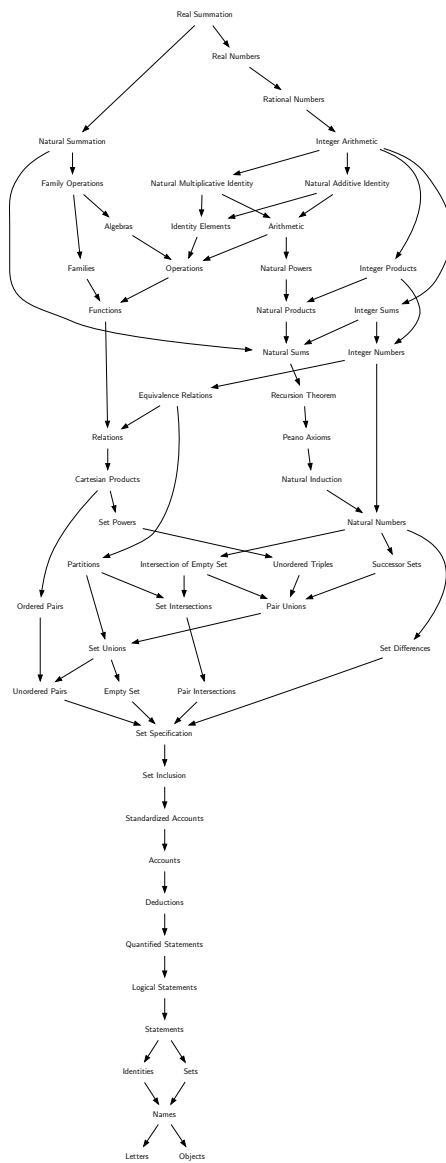 Real Summation
Real Numbers
Rational Numbers
Natural Summation
Integer Arithmetic
Family Operations
Natural Multiplicative Identity
Natural Additive Identity
Algebras
Identity Elements
Arithmetic
Families
Operations
Natural Powers
Integer Products
Functions
Natural Products
Integer Sums
Natural Sums
Integer Numbers
Equivalence Relations
Recursion Theorem
Relations
Peano Axioms
Cartesian Products
Natural Induction
Set Powers
Natural Numbers
Partitions
Intersection of Empty Set
Unordered Triples
Successor Sets
Ordered Pairs
Set Intersections
Pair Unions
Set Unions
Set Differences
Unordered Pairs
Empty Set
Pair Intersections
Set Specification
Set Inclusion
Standardized Accounts
Accounts
Deductions
Quantified Statements
Logical Statements
Statements
Identities
Sets
Names
Letters
Objects